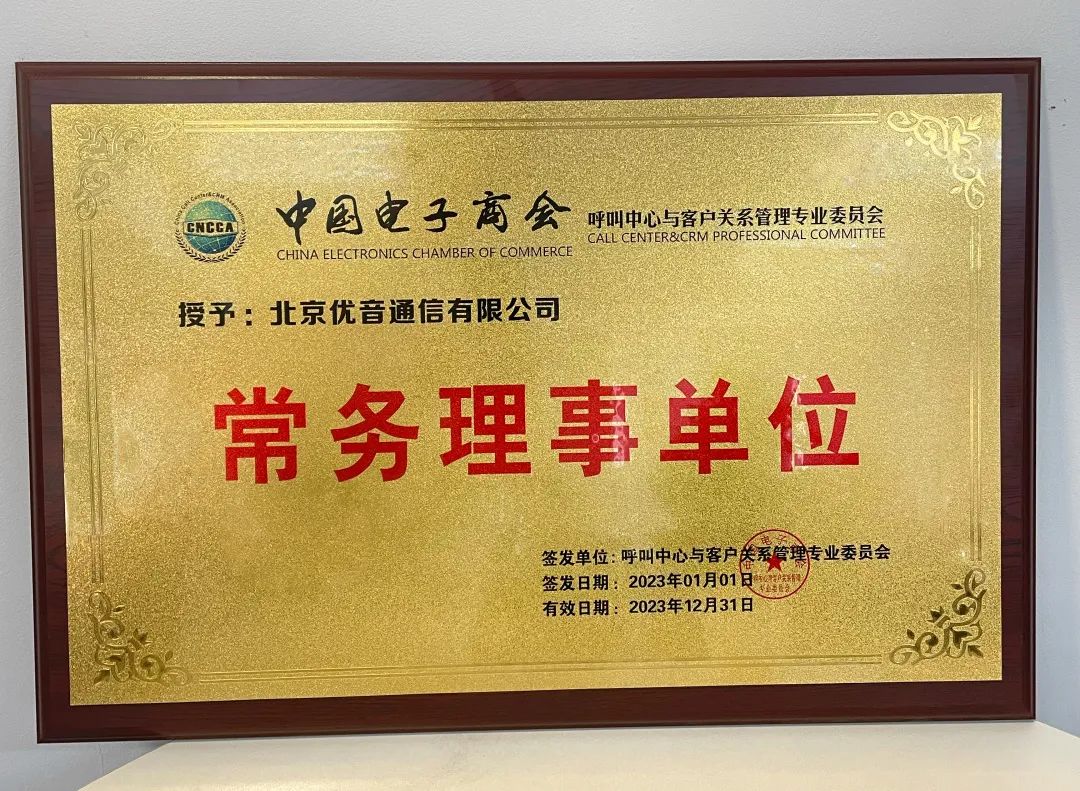 CNCCA
中国电子商会
CHINA ELECTRONICS CHAMBER OF COMMERCE
呼叫中心与客户关系管理专业委员会
CALL CENTER&CRM PROFESSIONAL COMMITTEE
授予：北京优音通信有限公司
常务理事单位
签发单位：呼叫中心与客户关系管理专业委员会
签发日期：2023年01月01日
有效日期：2023年12月31日
专业委员会